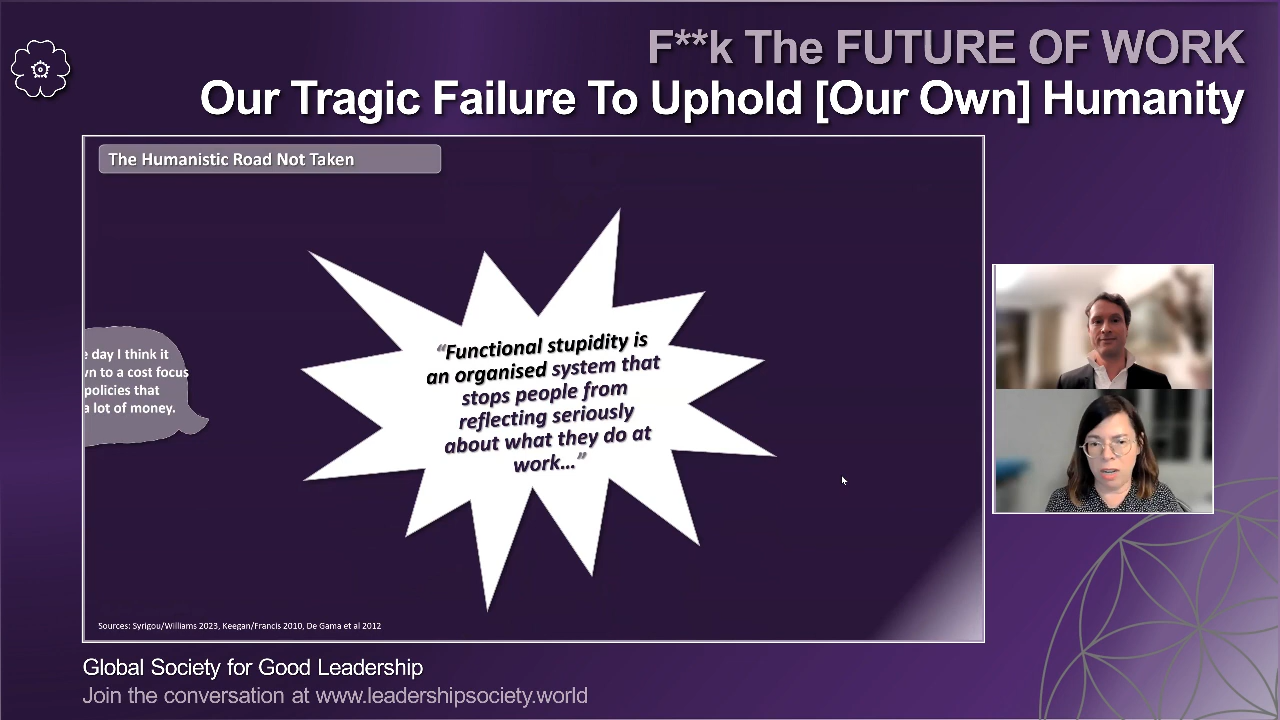 F**k The FUTURE OF WORK
Our Tragic Failure To Uphold [Our Own] Humanity
The Humanistic Road Not Taken
day I think it
to a cost focus
policies that
a lot of money.
“Functional stupidity is
an organised system that
stops people from
reflecting seriously
about what they do at
work...”
Sources: Syrigou/Williams 2023, Keegan/Francis 2010, De Gama et al 2012
Global Society for Good Leadership
Join the conversation at www.leadershipsociety.world